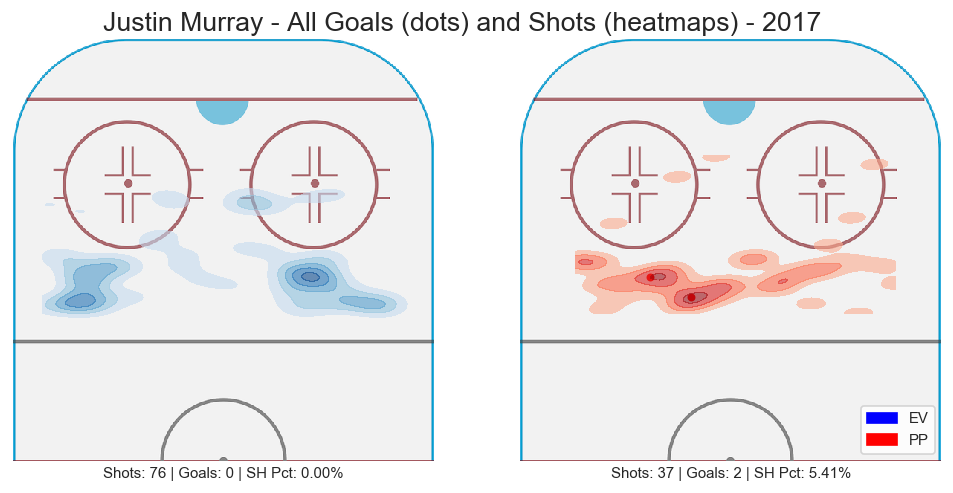 Justin Murray - All Goals (dots) and Shots (heatmaps) - 2017
EV
PP
Shots: 76 | Goals: 0 | SH Pct: 0.00%
Shots: 37 | Goals: 2 | SH Pct: 5.41%